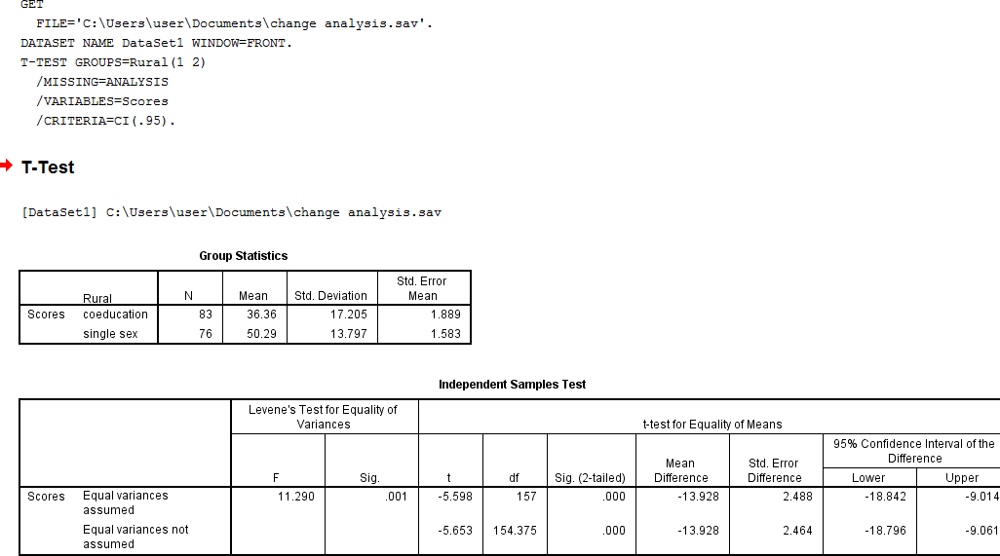 GET
FILE='C:\Users\user\Documents\change analysis.sav'.
DATASET NAME DataSet1 WINDOW=FRONT.
T-TEST GROUPS=Rural(1 2)
/MISSING=ANALYSIS
/VARIABLES=Scores
/CRITERIA=CI(.95).
T-Test
[DataSet1] C:\Users\user\Documents\change analysis.sav
Group Statistics
Rural N Mean Std. Deviation Std. Error Mean
Scores coeducation 83 36.36 17.205 1.889
single sex 76 50.29 13.797 1.583
Independent Samples Test
Levene's Test for Equality of Variances t-test for Equality of Means
95% Confidence Interval of the Difference
F Sig. t df Sig. (2-tailed) Mean Difference Std. Error Difference Lower Upper
Scores Equal variances assumed 11.290 .001 -5.598 157 .000 -13.928 2.488 -18.842 -9.014
Equal variances not assumed -5.653 154.375 .000 -13.928 2.464 -18.796 -9.061